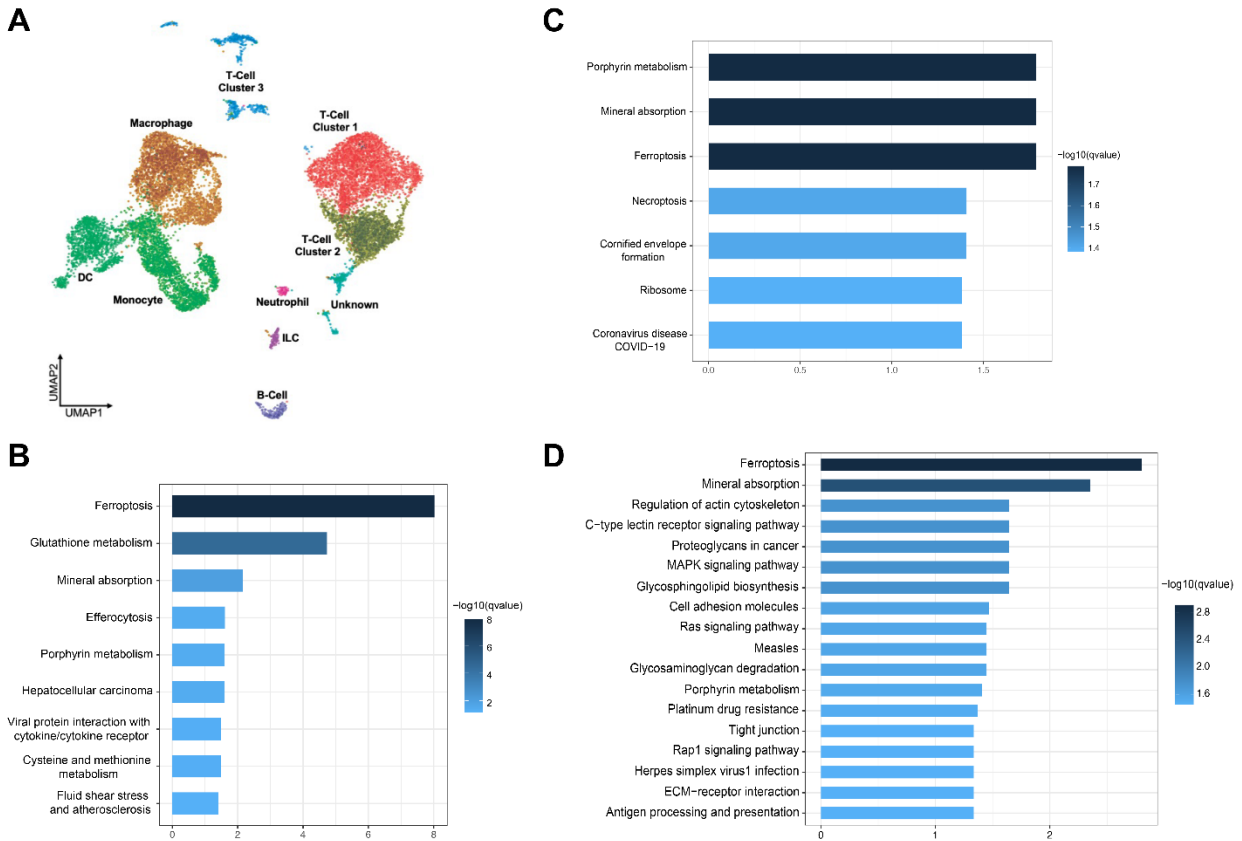 A
T-Cell
Cluster 3
Macrophage
T-Cell
Cluster 1
T-Cell
Cluster 2
DC
Monocyte
Neutrophil
Unknown
ILC
B-Cell
UMAP2
UMAP1
C
Porphyrin metabolism
Mineral absorption
Ferroptosis
Necroptosis
Cornified envelope
formation
Ribosome
Coronavirus disease
COVID−19
0.0
0.5
1.0
1.5
−log10(qvalue)
1.7
1.6
1.5
1.4
B
Ferroptosis
Glutathione metabolism
Mineral absorption
Efferocytosis
Porphyrin metabolism
Hepatocellular carcinoma
Viral protein interaction with
cytokine/cytokine receptor
Cysteine and methionine
metabolism
Fluid shear stress
and atherosclerosis
0
2
4
6
8
−log10(qvalue)
8
6
4
2
D
Ferroptosis
Mineral absorption
Regulation of actin cytoskeleton
C-type lectin receptor signaling pathway
Proteoglycans in cancer
MAPK signaling pathway
Glycosphingolipid biosynthesis
Cell adhesion molecules
Ras signaling pathway
Measles
Glycosaminoglycan degradation
Porphyrin metabolism
Platinum drug resistance
Tight junction
Rap1 signaling pathway
Herpes simplex virus1 infection
ECM−receptor interaction
Antigen processing and presentation
0
1
2
−log10(qvalue)
2.8
2.4
2.0
1.6